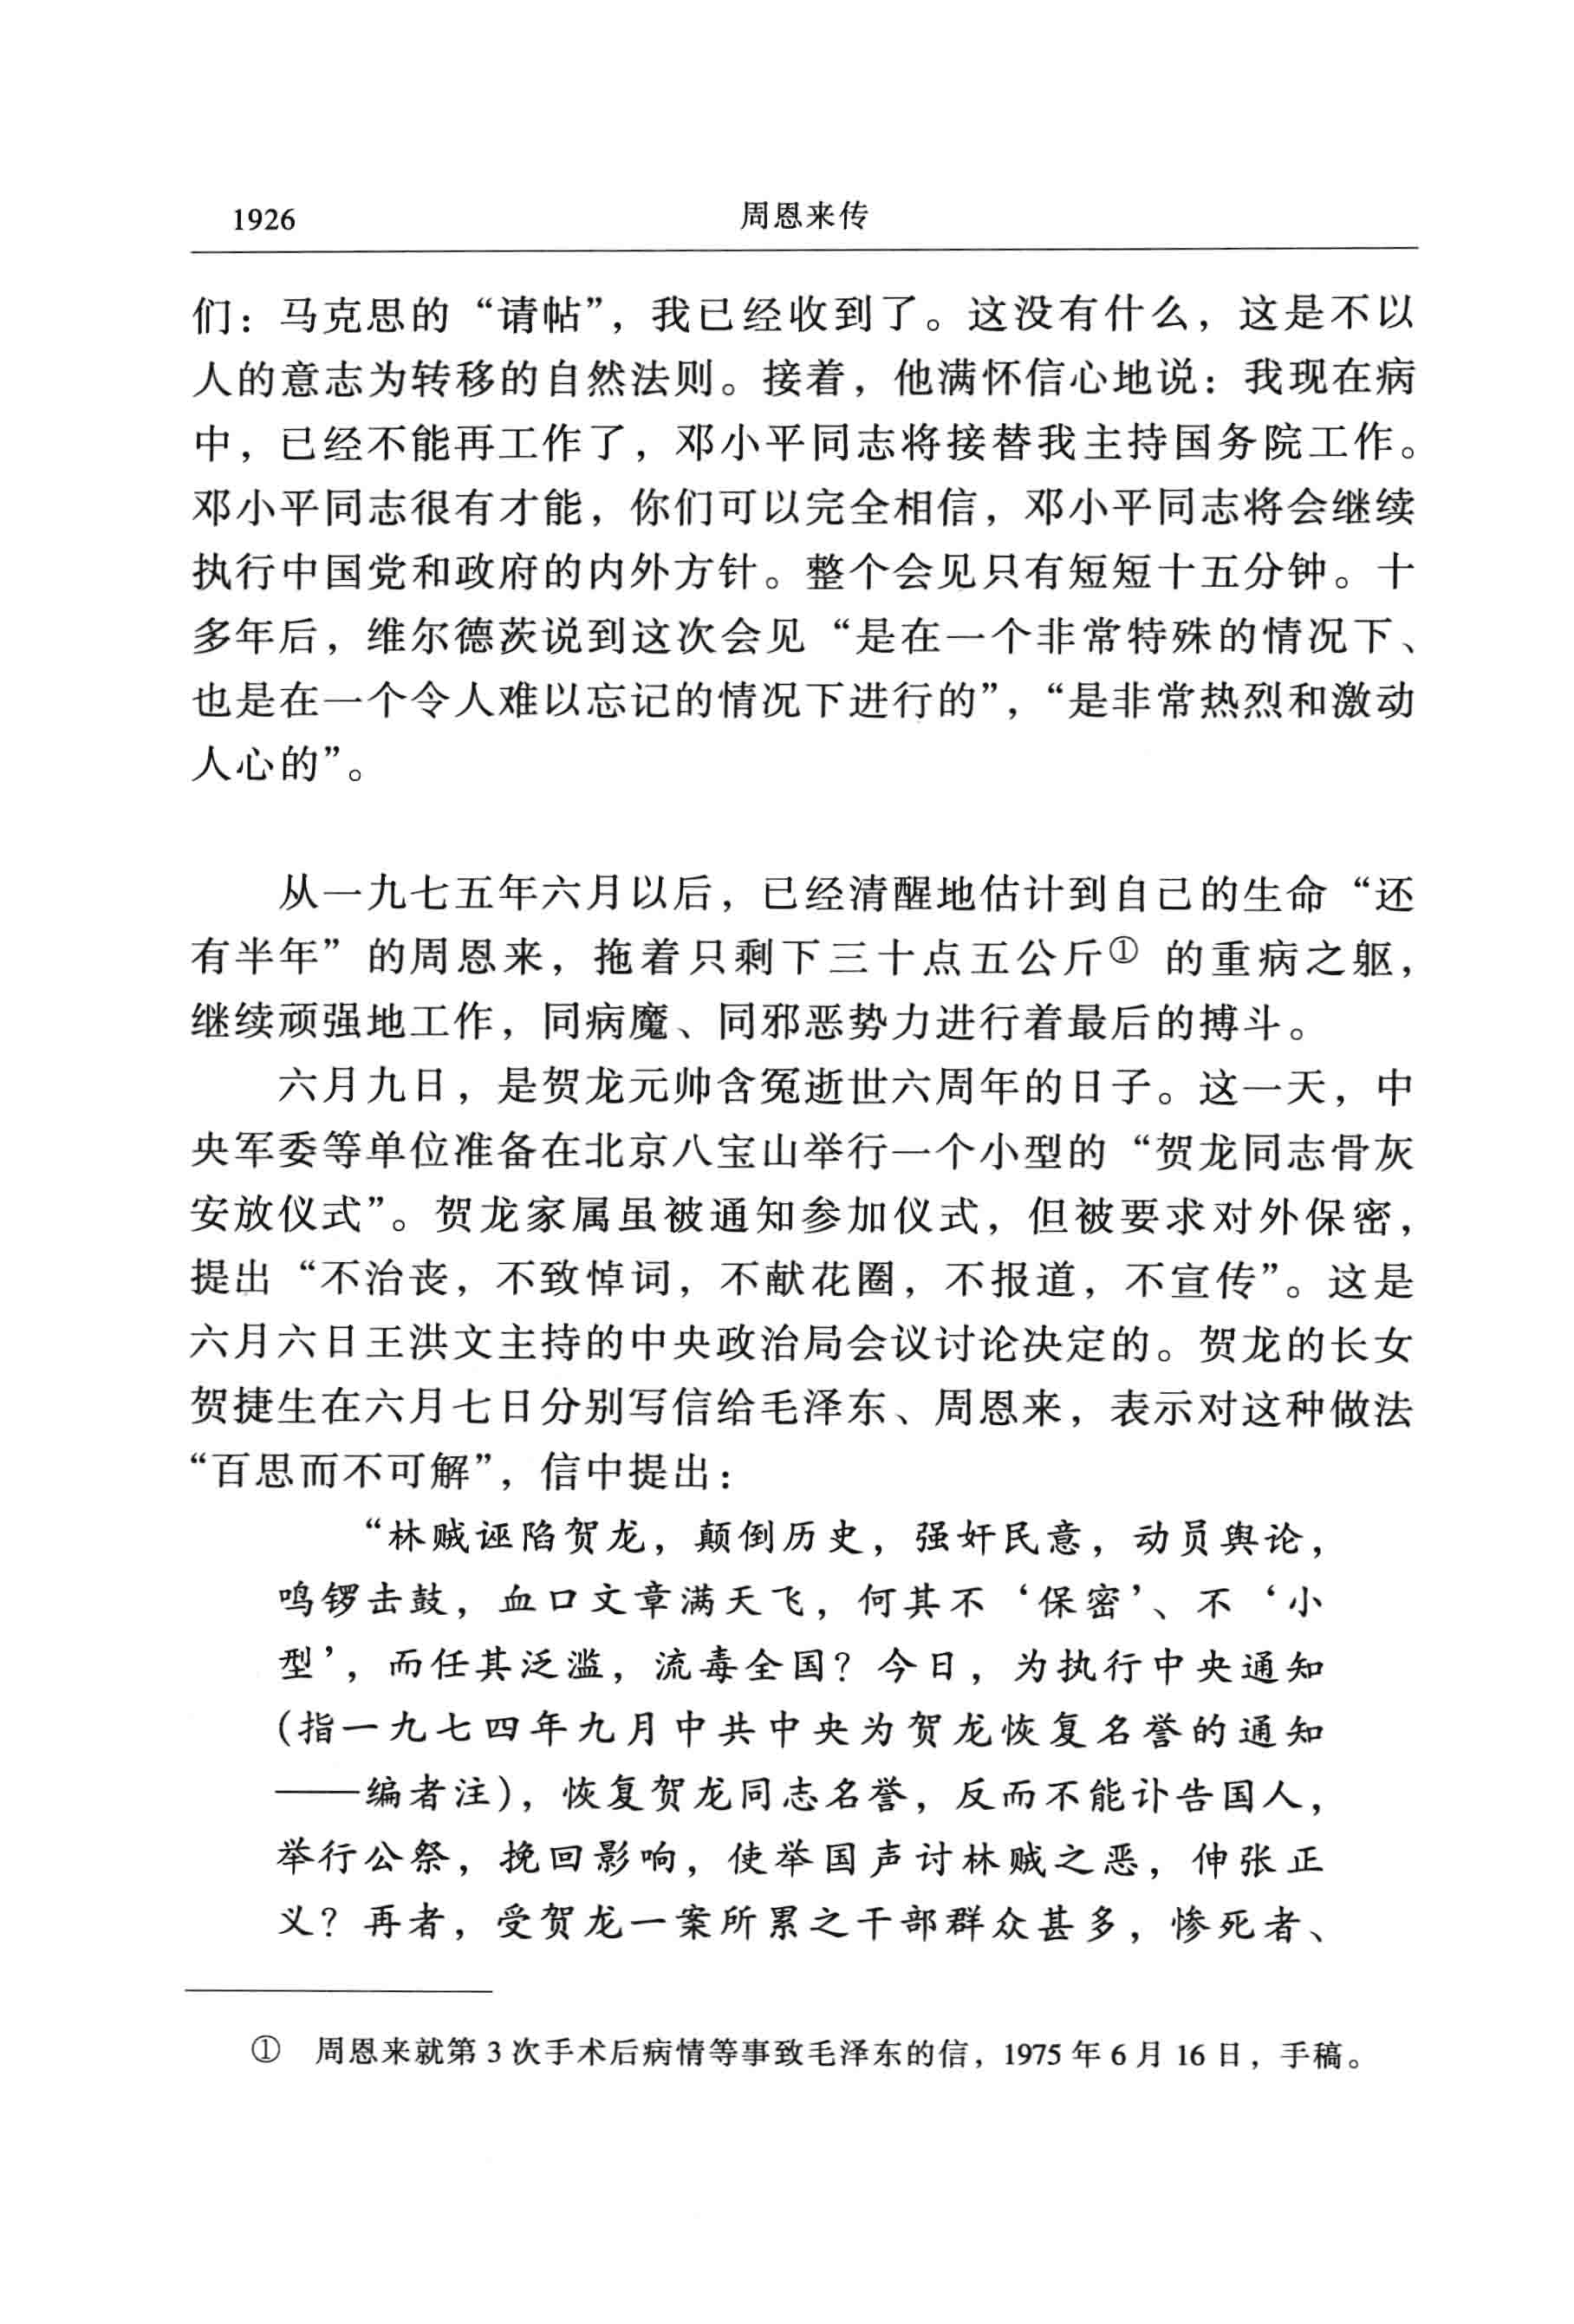 1926
周恩来传
们：马克思的“请帖”，我已经收到了。这没有什么，这是不以
人的意志为转移的自然法则。接着，他满怀信心地说：我现在病
中，已经不能再工作了，邓小平同志将接替我主持国务院工作。
邓小平同志很有才能，你们可以完全相信，邓小平同志将会继续
执行中国党和政府的内外方针。整个会见只有短短十五分钟。十
多年后，维尔德茨说到这次会见“是在一个非常特殊的情况下、
也是在一个令人难以忘记的情况下进行的”，“是非常热烈和激动
人心的”。
从一九七五年六月以后，已经清醒地估计到自己的生命“还
有半年”的周恩来，拖着只剩下三十点五公斤①的重病之躯，
继续顽强地工作，同病魔、同邪恶势力进行着最后的搏斗。
六月九日，是贺龙元帅含冤逝世六周年的日子。这一天，中
央军委等单位准备在北京八宝山举行一个小型的“贺龙同志骨灰
安放仪式”。贺龙家属虽被通知参加仪式，但被要求对外保密，
提出“不治丧，不致悼词，不献花圈，不报道，不宣传”。这是
六月六日王洪文主持的中央政治局会议讨论决定的。贺龙的长女
贺捷生在六月七日分别写信给毛泽东、周恩来，表示对这种做法
“百思而不可解”，信中提出：
“林贼诬陷贺龙，颠倒历史，强奸民意，动员舆论，
鸣锣击鼓，血口文章满天飞，何其不‘保密’、不‘小
型’，而任其泛滥，流毒全国？今日，为执行中央通知
（指一九七四年九月中共中央为贺龙恢复名誉的通知
——编者注），恢复贺龙同志名誉，反而不能讣告国人，
举行公祭，挽回影响，使举国声讨林贼之恶，伸张正
义？再者，受贺龙一案所累之干部群众甚多，惨死者、
① 周恩来就第3次手术后病情等事致毛泽东的信，1975年6月16日，手稿。